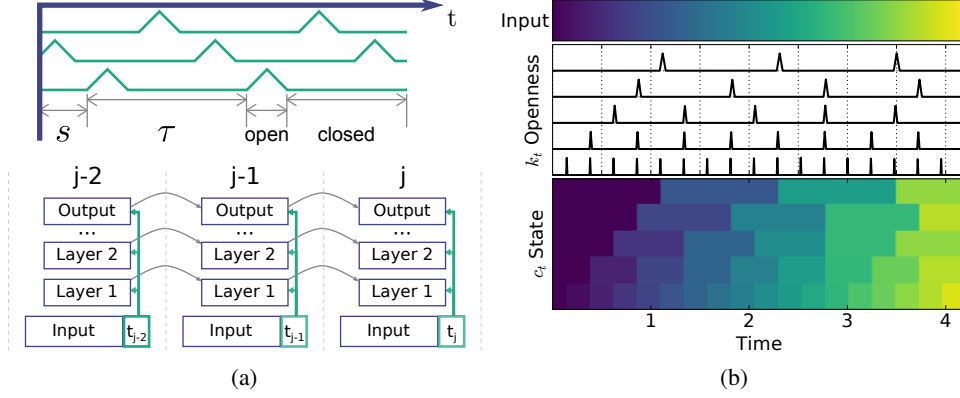 t
s
τ
open
closed
j-2
j-1
j
Output
Output
Output
...
...
...
Layer 2
Layer 2
Layer 2
Layer 1
Layer 1
Layer 1
Input
t_{j-2}
Input
t_{j-1}
Input
t_j
(a)
Input
k_t Openness
c_t State
1
2
3
4
Time
(b)